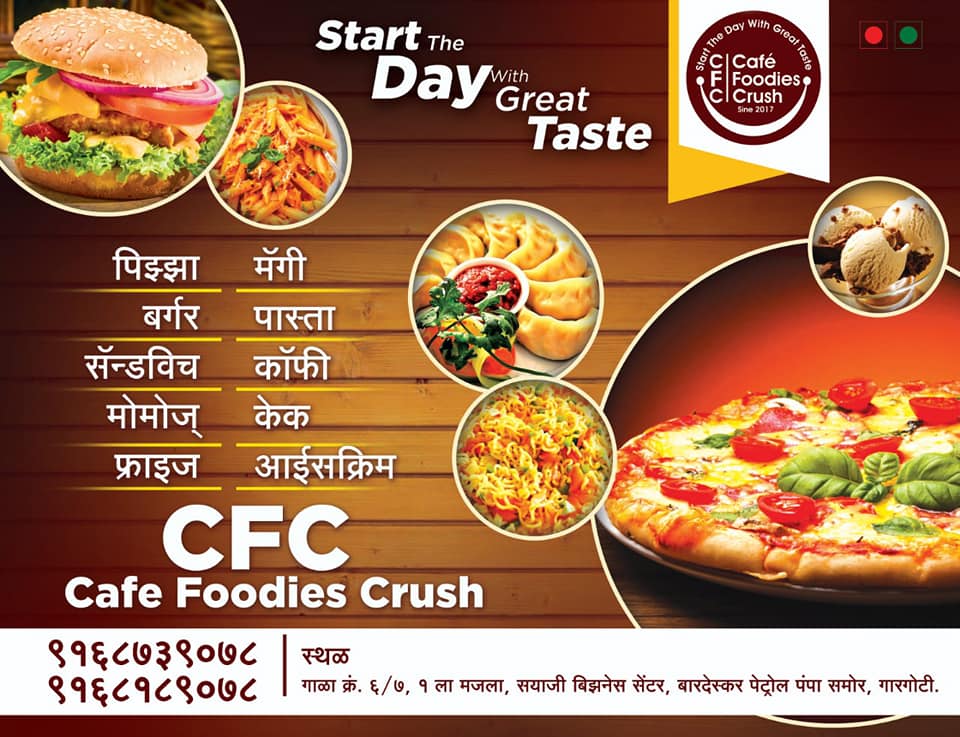 Start The
Day With
Great
Taste
Start The Day With Great Taste
CFC
Café
Foodies
Crush
Sine 2017
पिझ्झा
मॅगी
बर्गर
पास्ता
सॅन्डविच
कॉफी
मोमोज्
केक
फ्राइज
आईसक्रिम
CFC
Cafe Foodies Crush
९१६८७३९०७८
९१६८१८९०७८
स्थळ
गाळा क्रं. ६/७, १ ला मजला, सयाजी बिझनेस सेंटर, बारदेस्कर पेट्रोल पंपा समोर, गारगोटी.